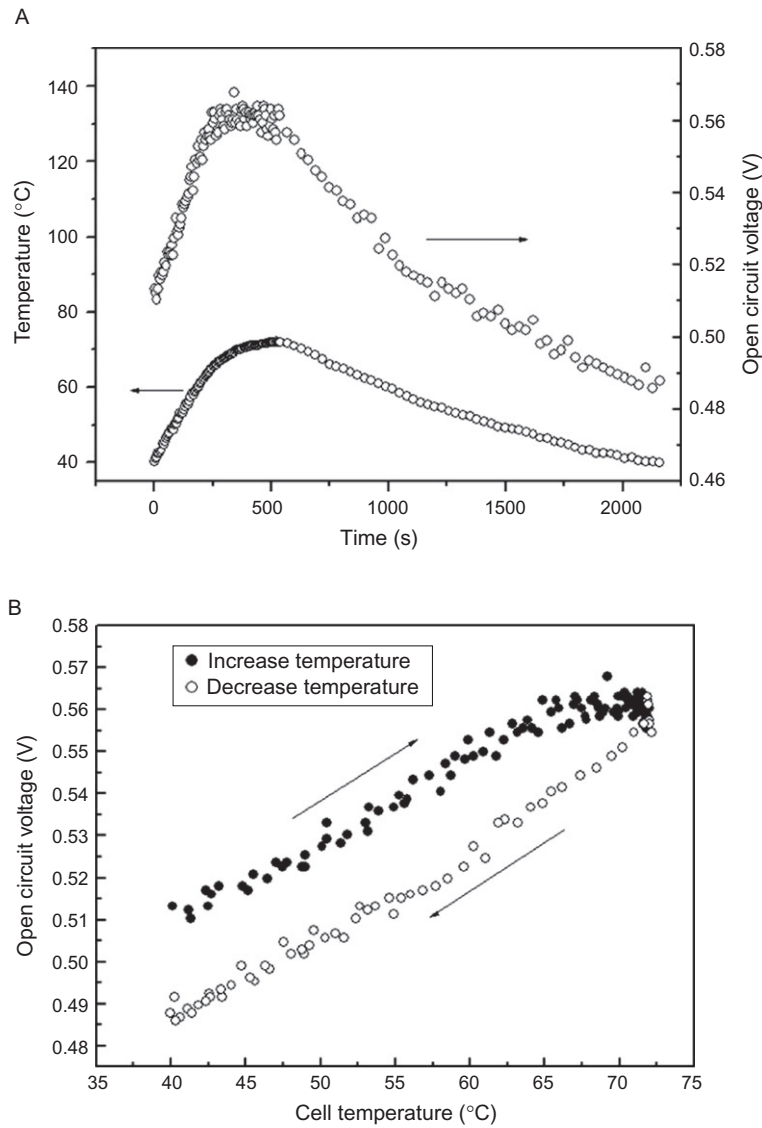 A
0.58
140
0.56
120
0.54
100
0.52
80
0.50
60
0.48
40
0.46
Temperature (°C)
Open circuit voltage (V)
0 500 1000 1500 2000
Time (s)
B
0.58
0.57
0.56
0.55
0.54
0.53
0.52
0.51
0.50
0.49
0.48
Open circuit voltage (V)
Increase temperature
Decrease temperature
35 40 45 50 55 60 65 70 75
Cell temperature (°C)